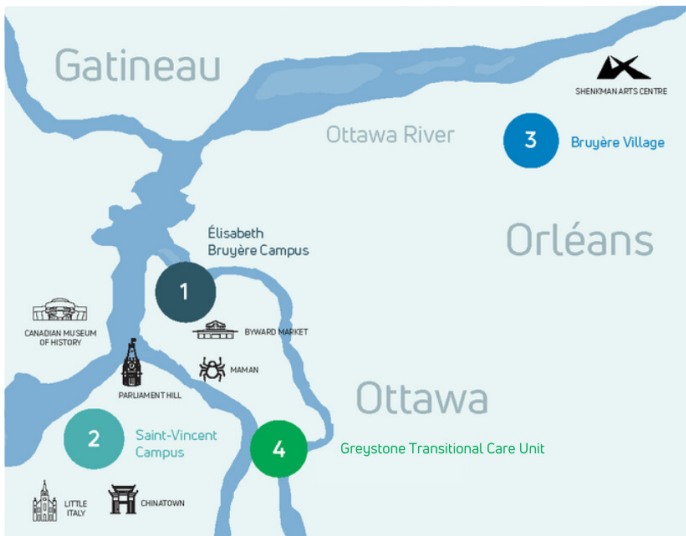 Gatineau
SHENKMAN ARTS CENTRE
Ottawa River
3
Bruyère Village
Élisabeth
Bruyère Campus
Orléans
1
CANADIAN MUSEUM
OF HISTORY
BYWARD MARKET
MAMAN
PARLIAMENT HILL
Ottawa
2
Saint-Vincent
Campus
4
Greystone Transitional Care Unit
LITTLE
ITALY
CHINATOWN